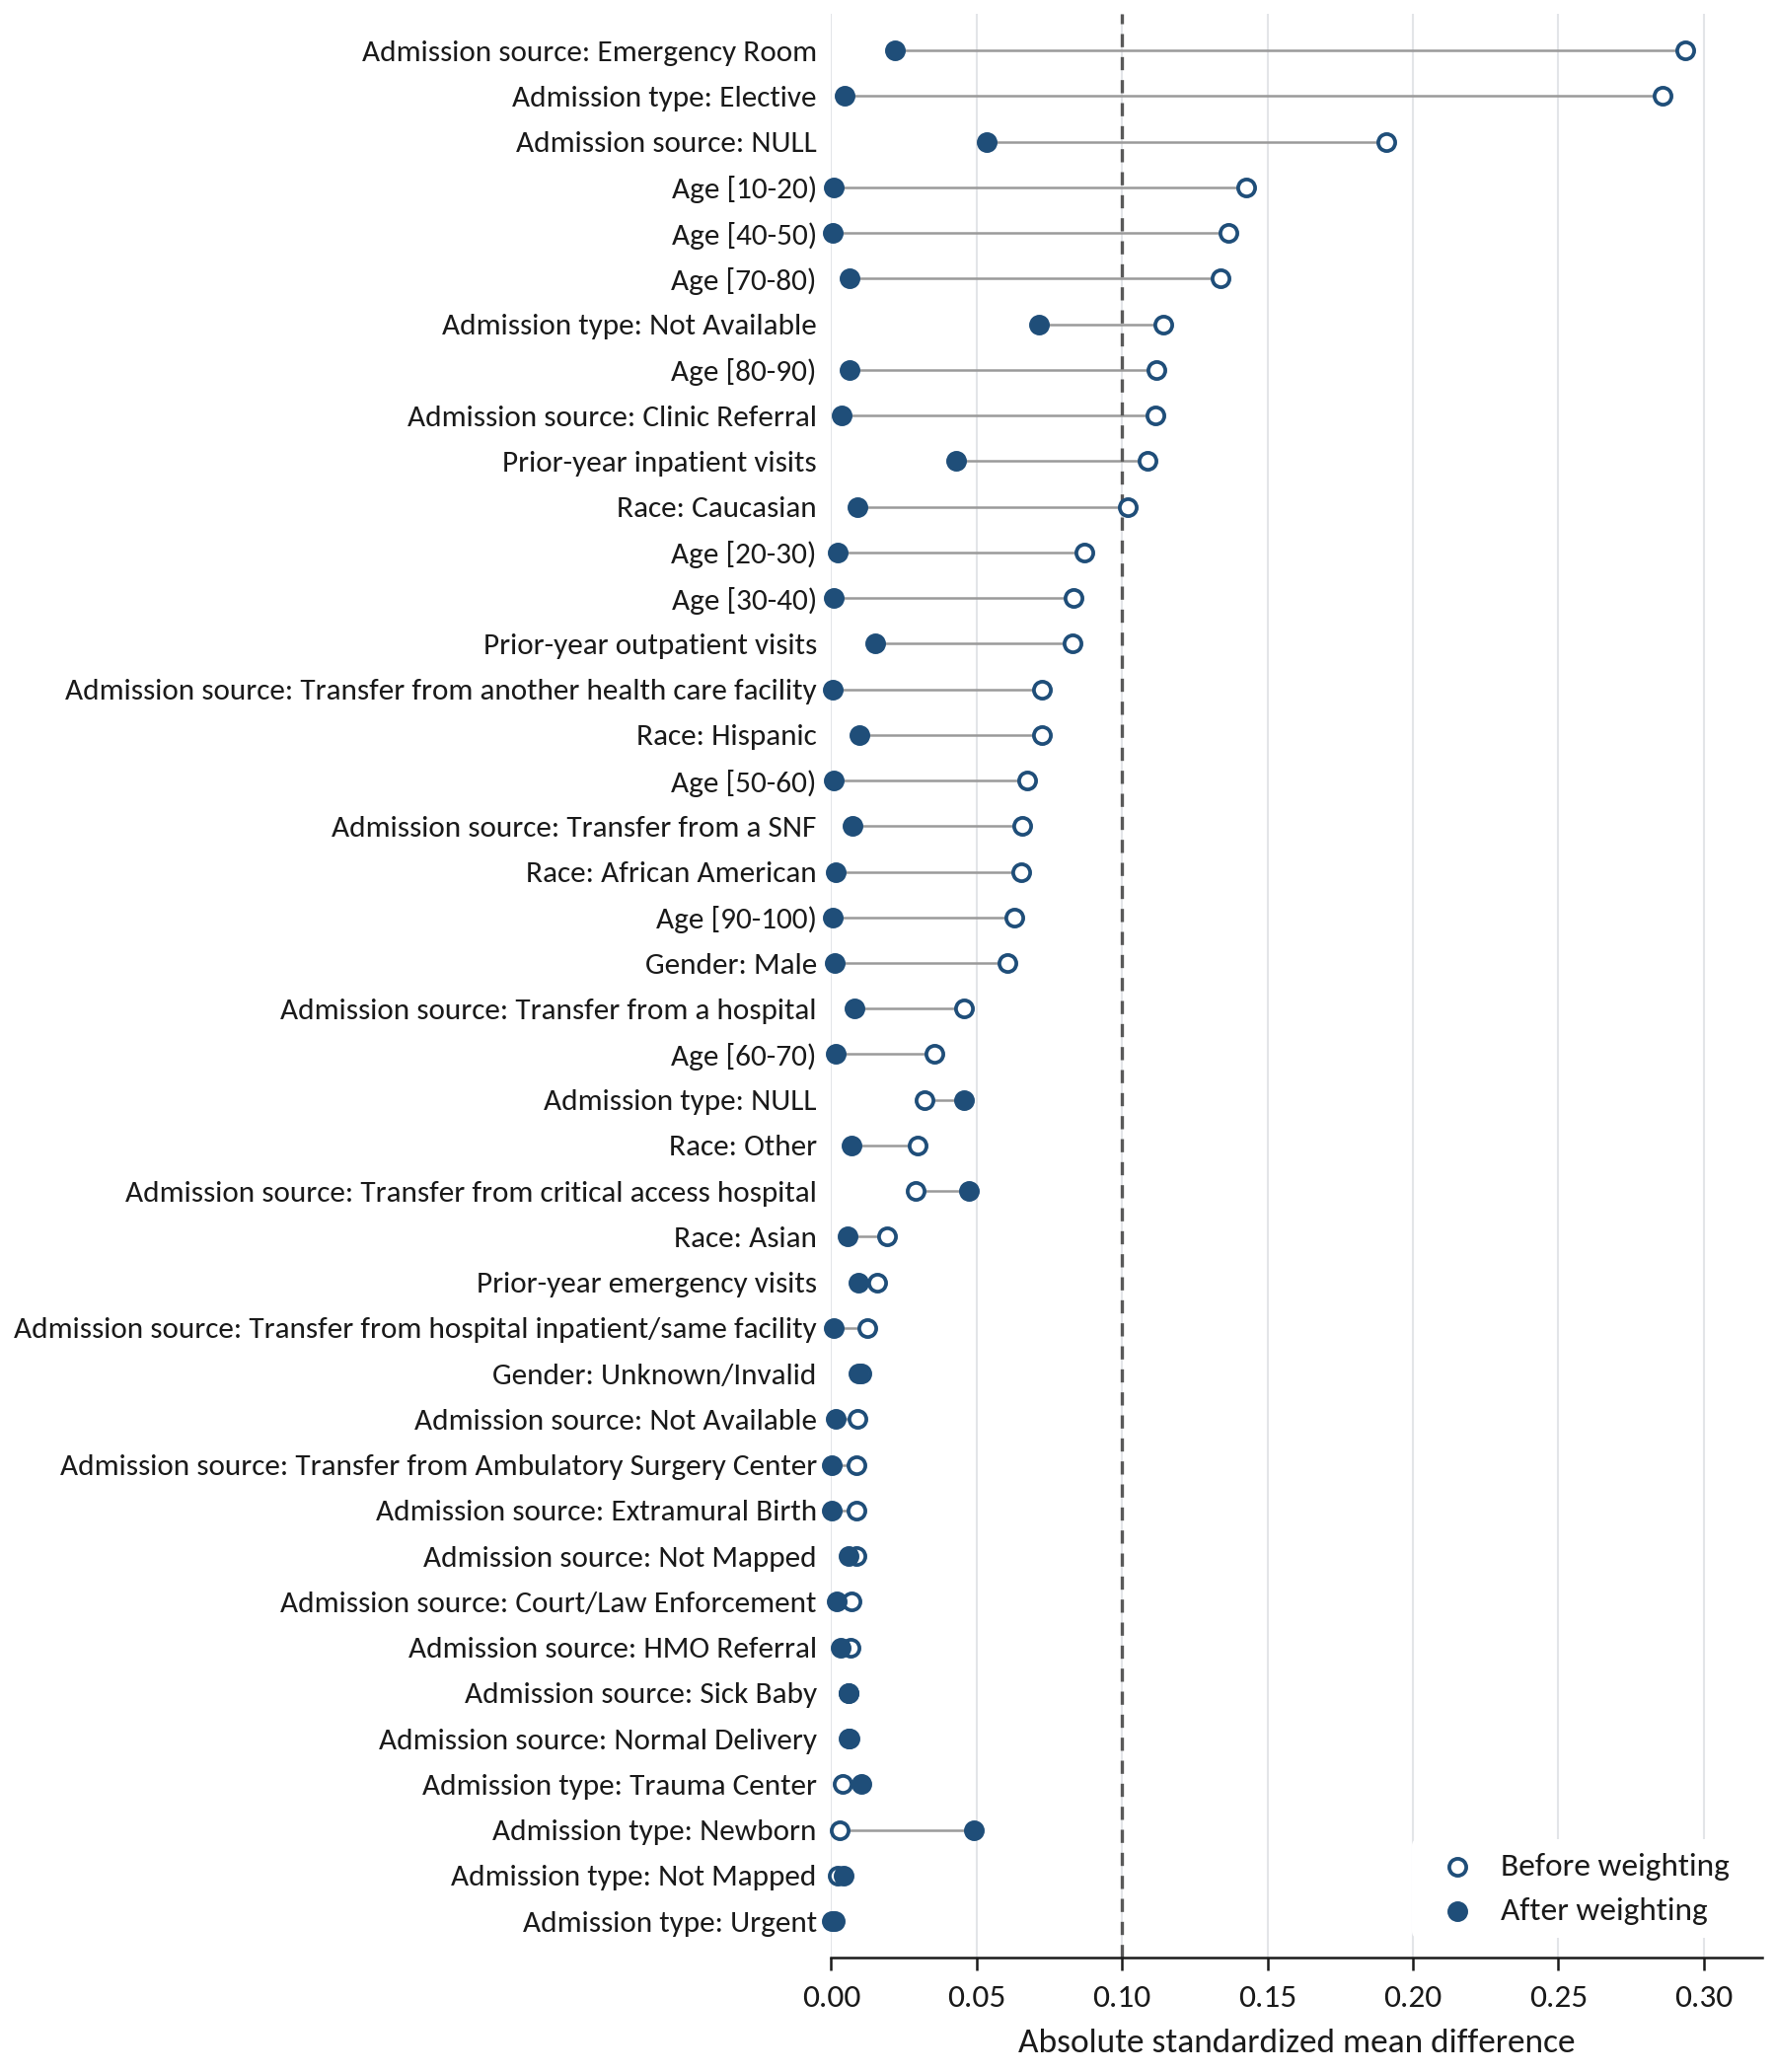 Admission source: Emergency Room
Admission type: Elective
Admission source: NULL
Age [10-20)
Age [40-50)
Age [70-80)
Admission type: Not Available
Age [80-90)
Admission source: Clinic Referral
Prior-year inpatient visits
Race: Caucasian
Age [20-30)
Age [30-40)
Prior-year outpatient visits
Admission source: Transfer from another health care facility
Race: Hispanic
Age [50-60)
Admission source: Transfer from a SNF
Race: African American
Age [90-100)
Gender: Male
Admission source: Transfer from a hospital
Age [60-70)
Admission type: NULL
Race: Other
Admission source: Transfer from critical access hospital
Race: Asian
Prior-year emergency visits
Admission source: Transfer from hospital inpatient/same facility
Gender: Unknown/Invalid
Admission source: Not Available
Admission source: Transfer from Ambulatory Surgery Center
Admission source: Extramural Birth
Admission source: Not Mapped
Admission source: Court/Law Enforcement
Admission source: HMO Referral
Admission source: Sick Baby
Admission source: Normal Delivery
Admission type: Trauma Center
Admission type: Newborn
Admission type: Not Mapped
Admission type: Urgent
Before weighting
After weighting
0.00 0.05 0.10 0.15 0.20 0.25 0.30
Absolute standardized mean difference